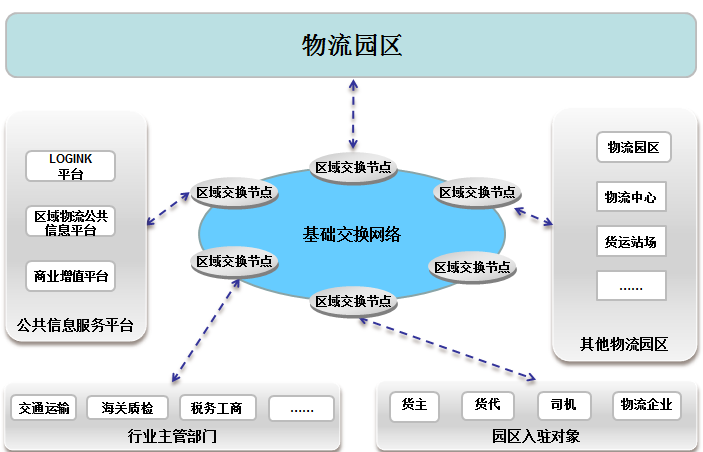 物流园区
LOGINK
平台
区域物流公共
信息平台
商业增值平台
公共信息服务平台
区域交换节点
区域交换节点
区域交换节点
基础交换网络
区域交换节点
区域交换节点
区域交换节点
物流园区
物流中心
货运站场
......
其他物流园区
交通运输
海关质检
税务工商
......
行业主管部门
货主
货代
司机
物流企业
园区入驻对象